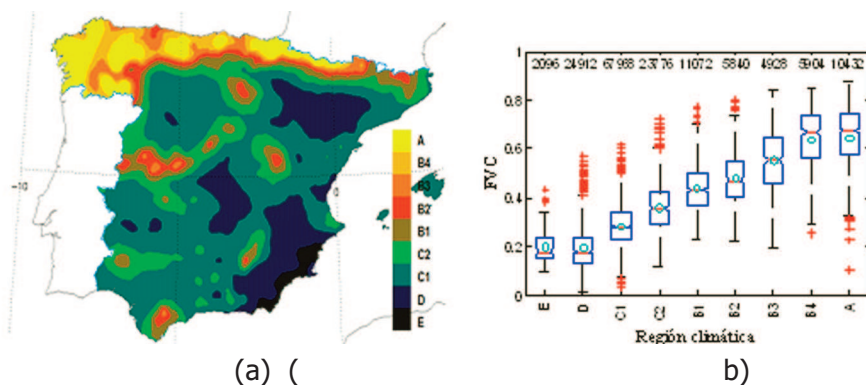 A
B4
B3
B2
B1
C2
C1
D
E
-10
0
(a) (
1
0.8
0.6
0.4
0.2
0
FVC
2096 24912 67988 23776 11072 5840 4928 5904 10432
E D C1 C2 B1 B2 B3 B4 A
Región climática
b)